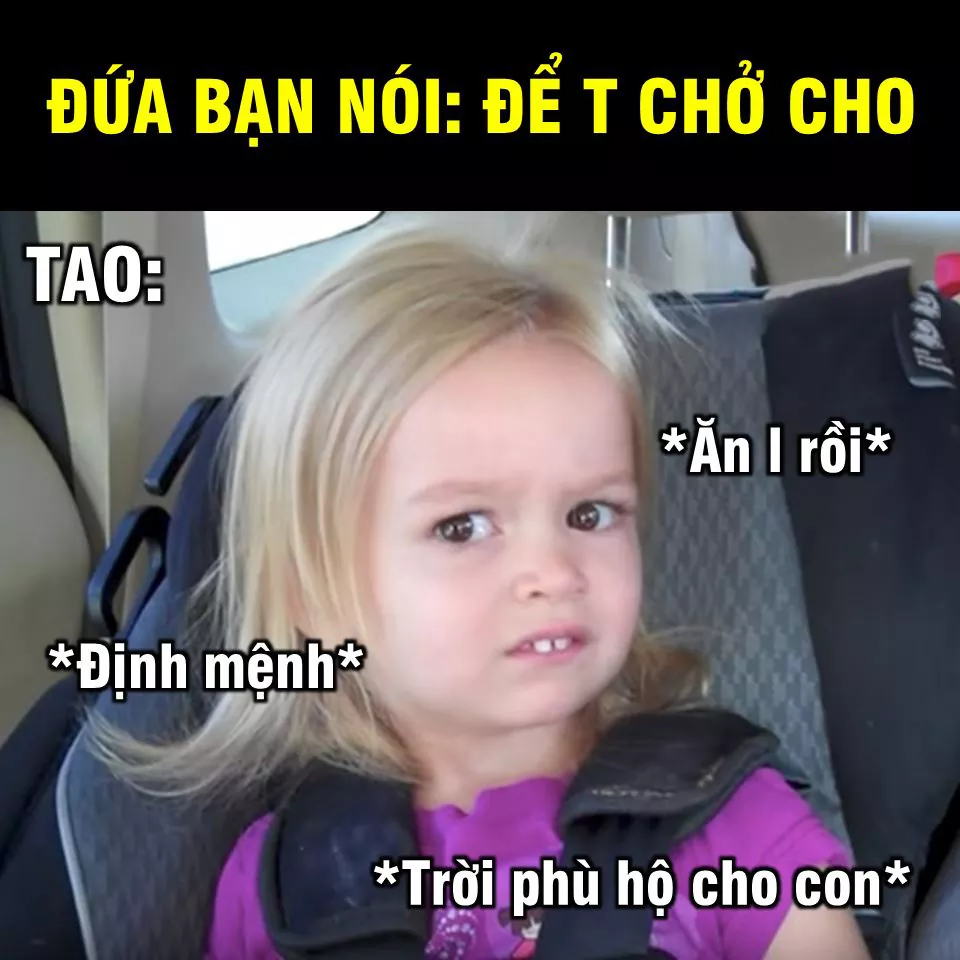 ĐỨA BẠN NÓI: ĐỂ T CHỞ CHO
TAO:
*Ăn l rồi*
*Định mệnh*
*Trời phù hộ cho con*